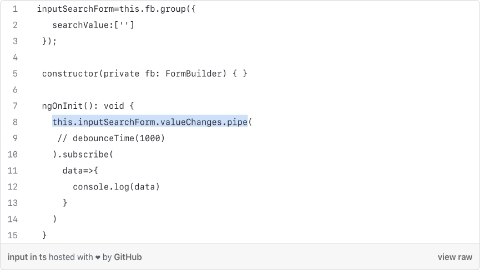 1 inputSearchForm=this.fb.group({
2 searchValue:['']
3 });
4
5 constructor(private fb: FormBuilder) { }
6
7 ngOnInit(): void {
8 this.inputSearchForm.valueChanges.pipe(
9 // debounceTime(1000)
10 ).subscribe(
11 data=>{
12 console.log(data)
13 }
14 )
15 }
input in ts hosted with ❤ by GitHub view raw